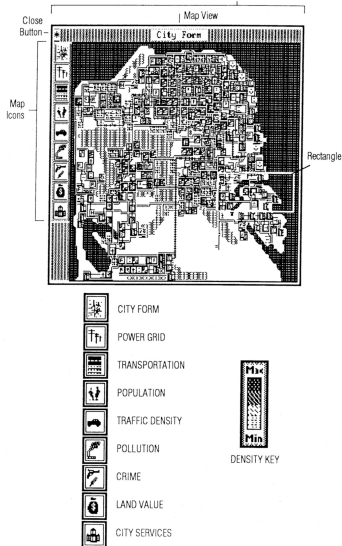 Close
Button
Map View
City Form
Map
Icons
Rectangle
CITY FORM
POWER GRID
TRANSPORTATION
POPULATION
TRAFFIC DENSITY
POLLUTION
CRIME
LAND VALUE
CITY SERVICES
Max
Min
DENSITY KEY